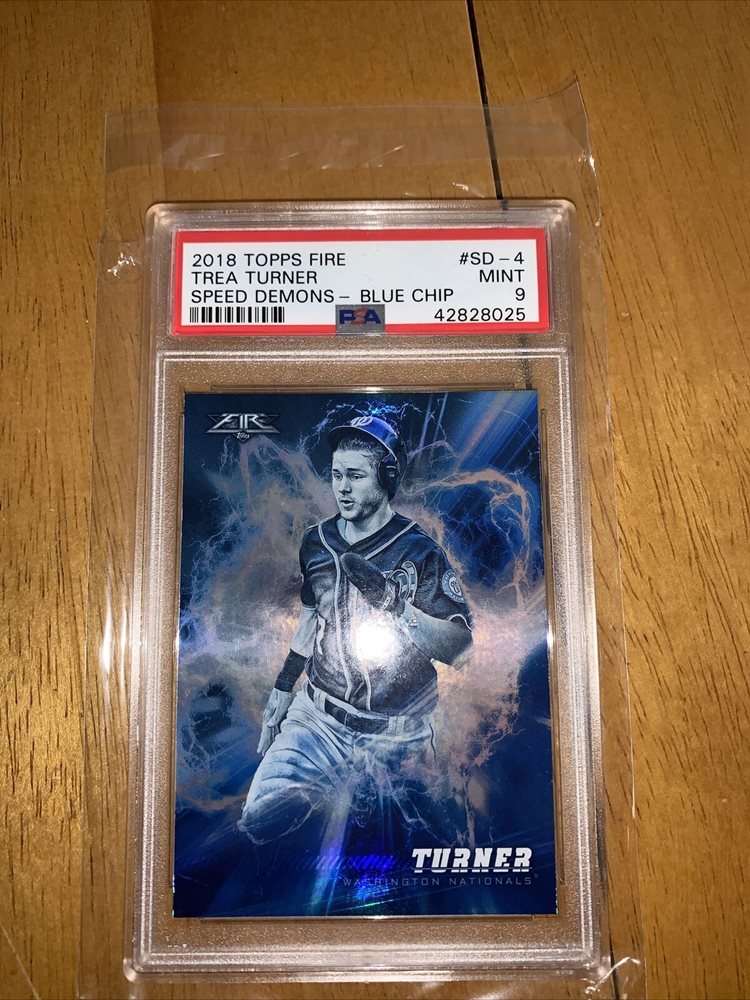 2018 TOPPS FIRE #SD-4
TREA TURNER MINT
SPEED DEMONS- BLUE CHIP 9
PSA 42828025
FIRE
Topps
TURNER
WASHINGTON NATIONALS